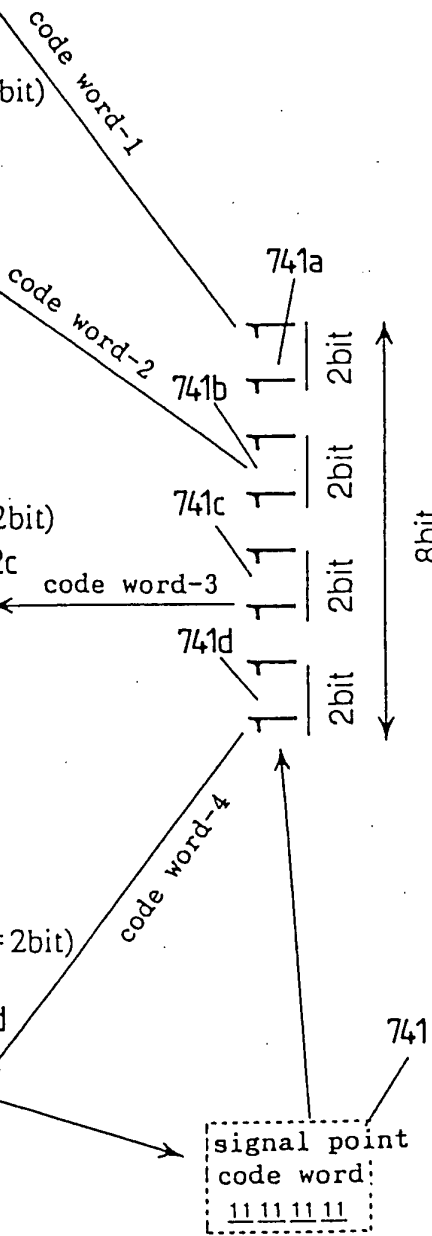 code word-1
bit)
741a
2bit
code word-2
741b
2bit
8bit
741c
2bit)
2c
code word-3
2bit
741d
2bit
code word-4
=2bit)
d
741
signal point
code word
11 11 11 11